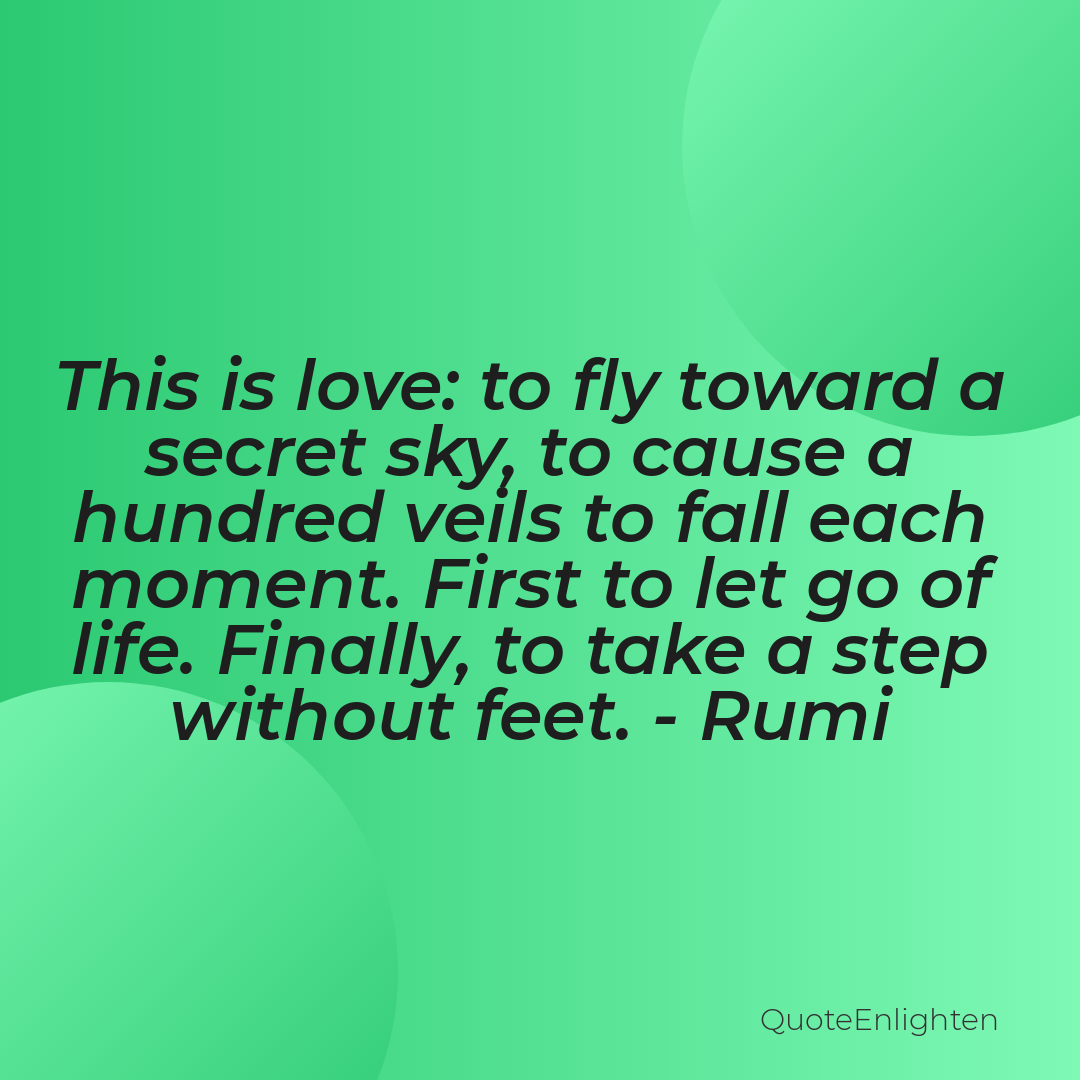 This is love: to fly toward a
secret sky, to cause a
hundred veils to fall each
moment. First to let go of
life. Finally, to take a step
without feet. - Rumi
QuoteEnlighten